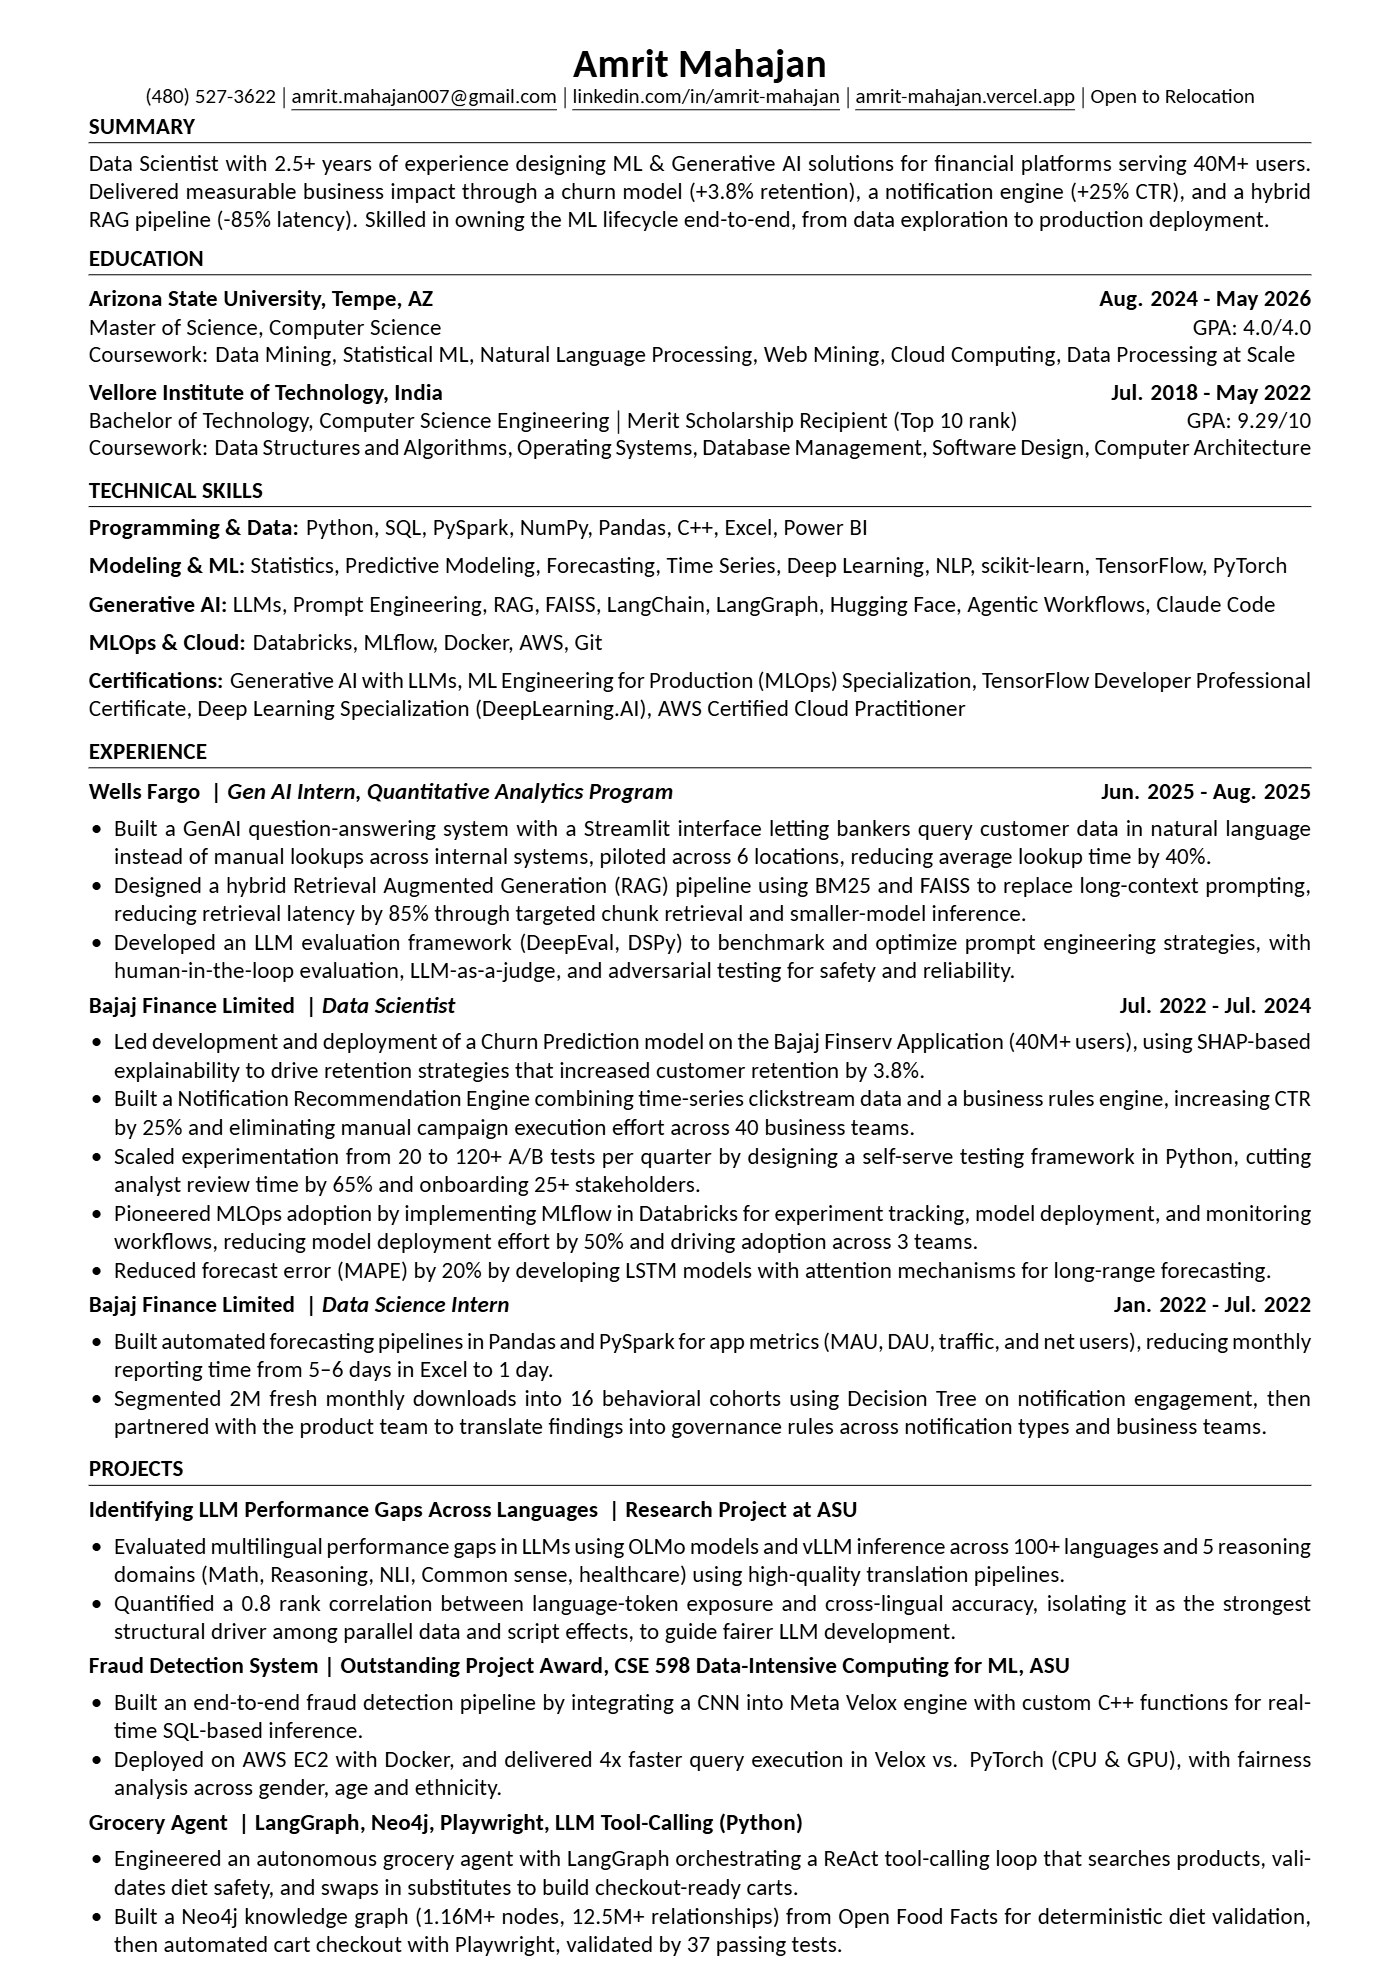 Amrit Mahajan
(480) 527-3622 | amrit.mahajan007@gmail.com | linkedin.com/in/amrit-mahajan | amrit-mahajan.vercel.app | Open to Relocation
SUMMARY
Data Scientist with 2.5+ years of experience designing ML & Generative AI solutions for financial platforms serving 40M+ users.
Delivered measurable business impact through a churn model (+3.8% retention), a notification engine (+25% CTR), and a hybrid
RAG pipeline (-85% latency). Skilled in owning the ML lifecycle end-to-end, from data exploration to production deployment.
EDUCATION
Arizona State University, Tempe, AZ Aug. 2024 - May 2026
Master of Science, Computer Science GPA: 4.0/4.0
Coursework: Data Mining, Statistical ML, Natural Language Processing, Web Mining, Cloud Computing, Data Processing at Scale
Vellore Institute of Technology, India Jul. 2018 - May 2022
Bachelor of Technology, Computer Science Engineering | Merit Scholarship Recipient (Top 10 rank) GPA: 9.29/10
Coursework: Data Structures and Algorithms, Operating Systems, Database Management, Software Design, Computer Architecture
TECHNICAL SKILLS
Programming & Data: Python, SQL, PySpark, NumPy, Pandas, C++, Excel, Power BI
Modeling & ML: Statistics, Predictive Modeling, Forecasting, Time Series, Deep Learning, NLP, scikit-learn, TensorFlow, PyTorch
Generative AI: LLMs, Prompt Engineering, RAG, FAISS, LangChain, LangGraph, Hugging Face, Agentic Workflows, Claude Code
MLOps & Cloud: Databricks, MLflow, Docker, AWS, Git
Certifications: Generative AI with LLMs, ML Engineering for Production (MLOps) Specialization, TensorFlow Developer Professional
Certificate, Deep Learning Specialization (DeepLearning.AI), AWS Certified Cloud Practitioner
EXPERIENCE
Wells Fargo | Gen AI Intern, Quantitative Analytics Program Jun. 2025 - Aug. 2025
• Built a GenAI question-answering system with a Streamlit interface letting bankers query customer data in natural language
instead of manual lookups across internal systems, piloted across 6 locations, reducing average lookup time by 40%.
• Designed a hybrid Retrieval Augmented Generation (RAG) pipeline using BM25 and FAISS to replace long-context prompting,
reducing retrieval latency by 85% through targeted chunk retrieval and smaller-model inference.
• Developed an LLM evaluation framework (DeepEval, DSPy) to benchmark and optimize prompt engineering strategies, with
human-in-the-loop evaluation, LLM-as-a-judge, and adversarial testing for safety and reliability.
Bajaj Finance Limited | Data Scientist Jul. 2022 - Jul. 2024
• Led development and deployment of a Churn Prediction model on the Bajaj Finserv Application (40M+ users), using SHAP-based
explainability to drive retention strategies that increased customer retention by 3.8%.
• Built a Notification Recommendation Engine combining time-series clickstream data and a business rules engine, increasing CTR
by 25% and eliminating manual campaign execution effort across 40 business teams.
• Scaled experimentation from 20 to 120+ A/B tests per quarter by designing a self-serve testing framework in Python, cutting
analyst review time by 65% and onboarding 25+ stakeholders.
• Pioneered MLOps adoption by implementing MLflow in Databricks for experiment tracking, model deployment, and monitoring
workflows, reducing model deployment effort by 50% and driving adoption across 3 teams.
• Reduced forecast error (MAPE) by 20% by developing LSTM models with attention mechanisms for long-range forecasting.
Bajaj Finance Limited | Data Science Intern Jan. 2022 - Jul. 2022
• Built automated forecasting pipelines in Pandas and PySpark for app metrics (MAU, DAU, traffic, and net users), reducing monthly
reporting time from 5–6 days in Excel to 1 day.
• Segmented 2M fresh monthly downloads into 16 behavioral cohorts using Decision Tree on notification engagement, then
partnered with the product team to translate findings into governance rules across notification types and business teams.
PROJECTS
Identifying LLM Performance Gaps Across Languages | Research Project at ASU
• Evaluated multilingual performance gaps in LLMs using OLMo models and vLLM inference across 100+ languages and 5 reasoning
domains (Math, Reasoning, NLI, Common sense, healthcare) using high-quality translation pipelines.
• Quantified a 0.8 rank correlation between language-token exposure and cross-lingual accuracy, isolating it as the strongest
structural driver among parallel data and script effects, to guide fairer LLM development.
Fraud Detection System | Outstanding Project Award, CSE 598 Data-Intensive Computing for ML, ASU
• Built an end-to-end fraud detection pipeline by integrating a CNN into Meta Velox engine with custom C++ functions for real-
time SQL-based inference.
• Deployed on AWS EC2 with Docker, and delivered 4x faster query execution in Velox vs. PyTorch (CPU & GPU), with fairness
analysis across gender, age and ethnicity.
Grocery Agent | LangGraph, Neo4j, Playwright, LLM Tool-Calling (Python)
• Engineered an autonomous grocery agent with LangGraph orchestrating a ReAct tool-calling loop that searches products, vali-
dates diet safety, and swaps in substitutes to build checkout-ready carts.
• Built a Neo4j knowledge graph (1.16M+ nodes, 12.5M+ relationships) from Open Food Facts for deterministic diet validation,
then automated cart checkout with Playwright, validated by 37 passing tests.